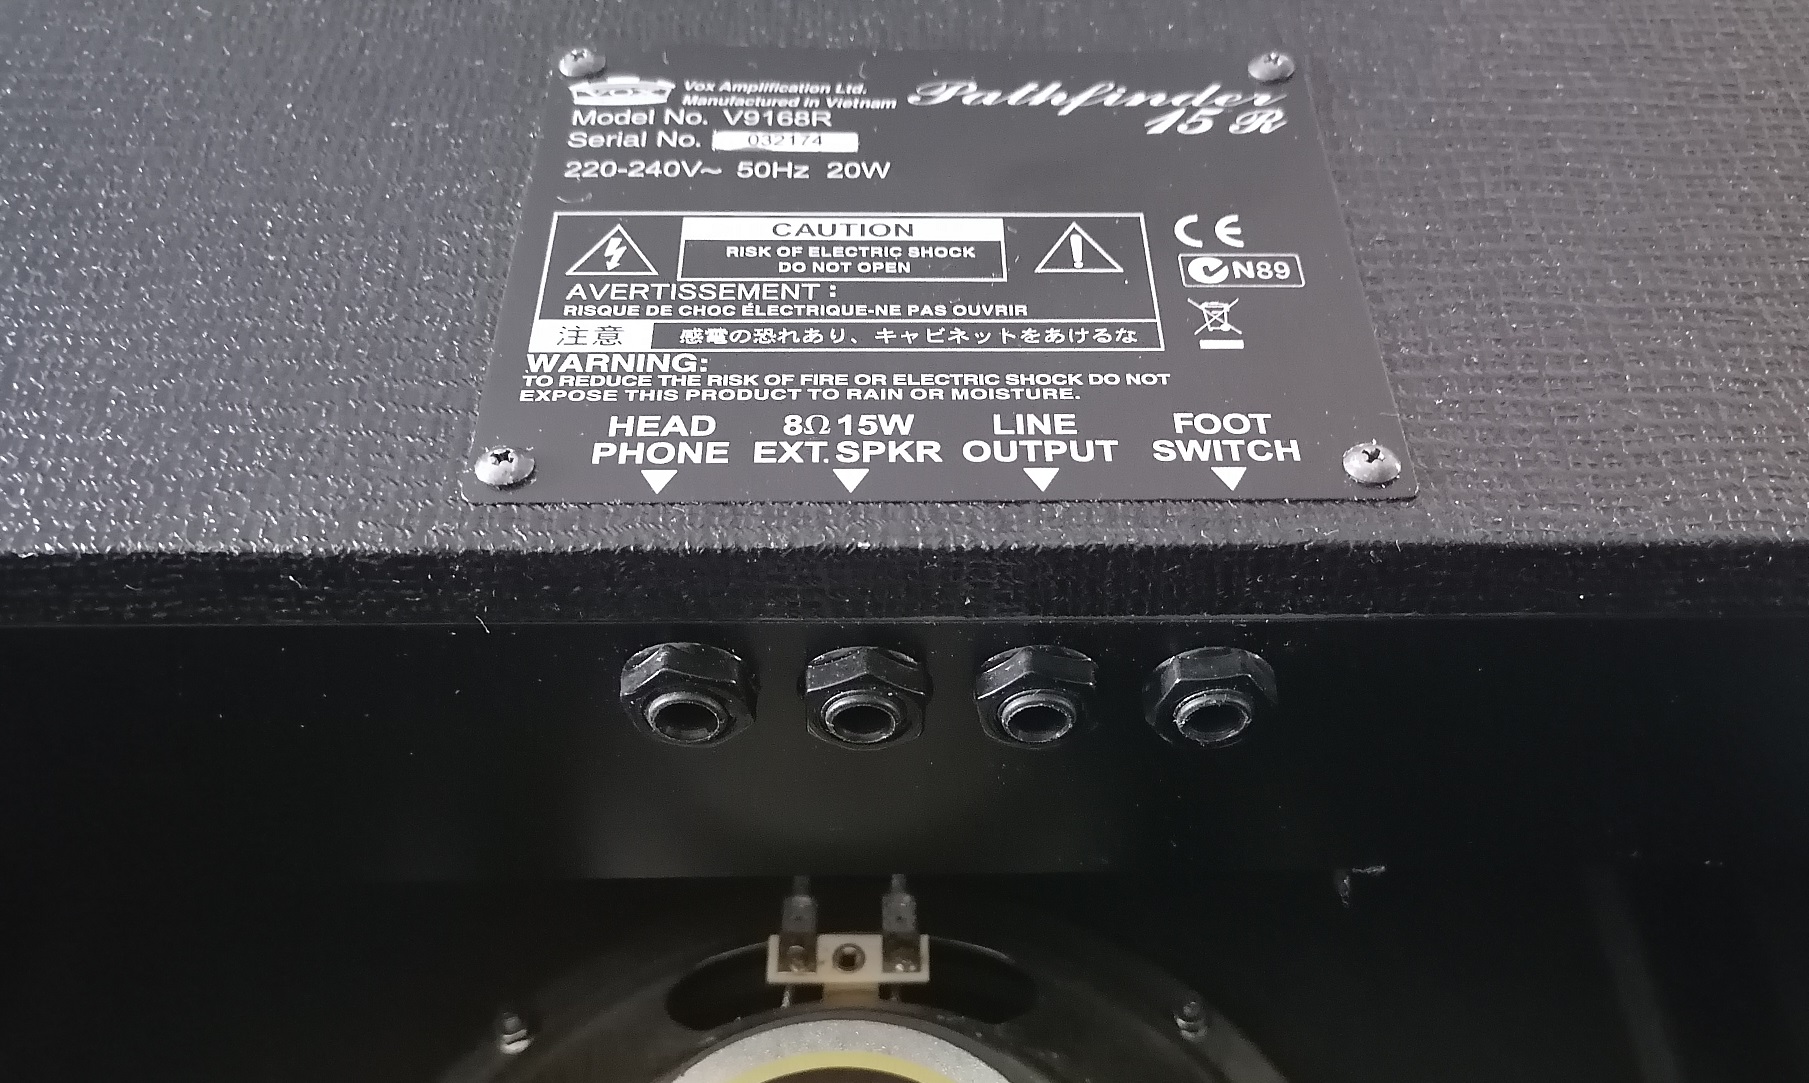 VOX
Vox Amplification Ltd.
Manufactured in Vietnam
Pathfinder
15 R
Model No. V9168R
Serial No. 032174
220-240V~ 50Hz 20W
CAUTION
RISK OF ELECTRIC SHOCK
DO NOT OPEN
AVERTISSEMENT :
RISQUE DE CHOC ÉLECTRIQUE-NE PAS OUVRIR
注意 感電の恐れあり、キャビネットをあけるな
CE
N89
WARNING:
TO REDUCE THE RISK OF FIRE OR ELECTRIC SHOCK DO NOT
EXPOSE THIS PRODUCT TO RAIN OR MOISTURE.
HEAD PHONE
8Ω 15W EXT. SPKR
LINE OUTPUT
FOOT SWITCH